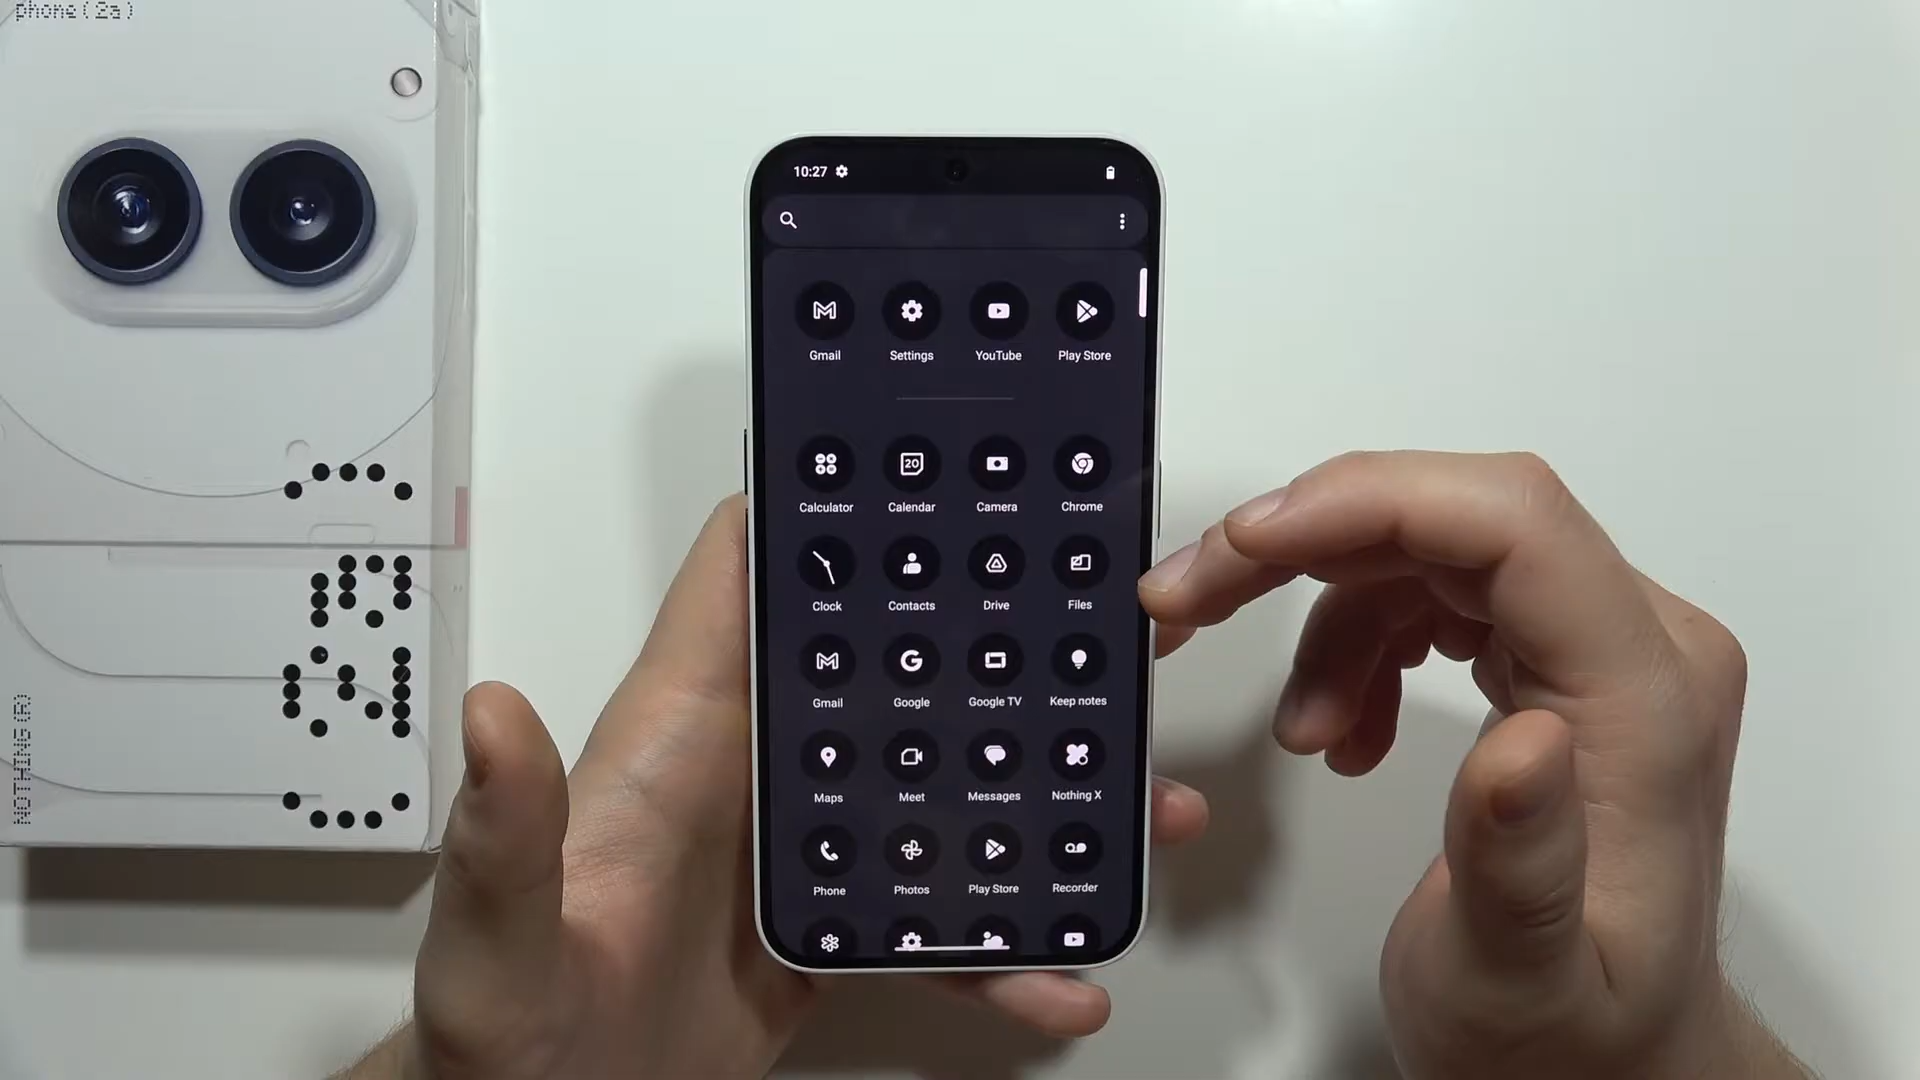 phone(2a)
NOTHING(R)
10:27
Gmail Settings YouTube Play Store
Calculator Calendar Camera Chrome
20
Clock Contacts Drive Files
Gmail Google Google TV Keep notes
Maps Meet Messages Nothing X
Phone Photos Play Store Recorder